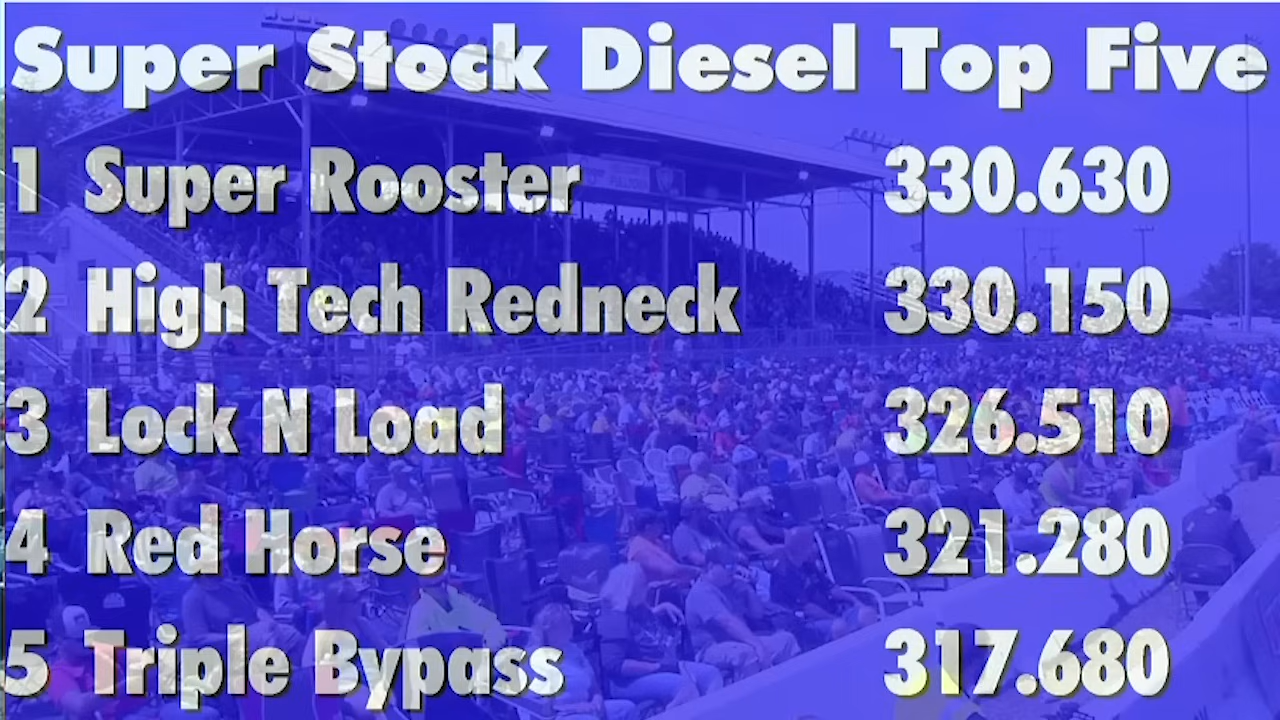 Super Stock Diesel Top Five
1 Super Rooster 330.630
2 High Tech Redneck 330.150
3 Lock N Load 326.510
4 Red Horse 321.280
5 Triple Bypass 317.680